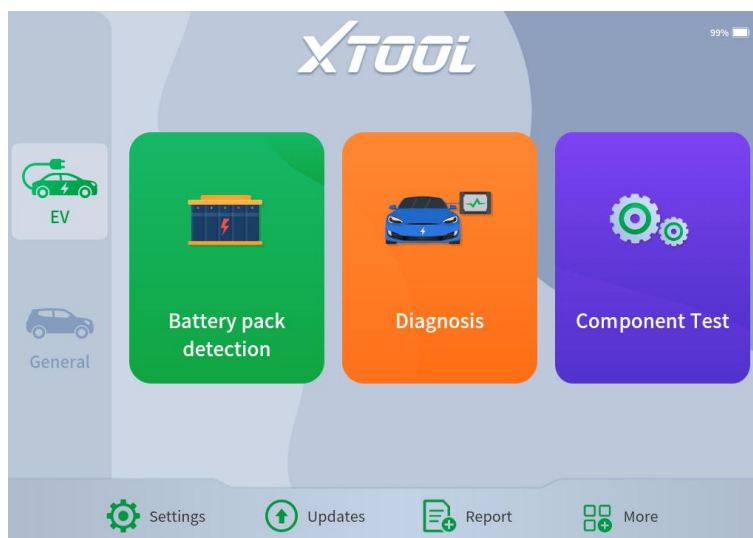 XTOOL
99%
EV
General
Battery pack
detection
Diagnosis
Component Test
Settings
Updates
Report
More